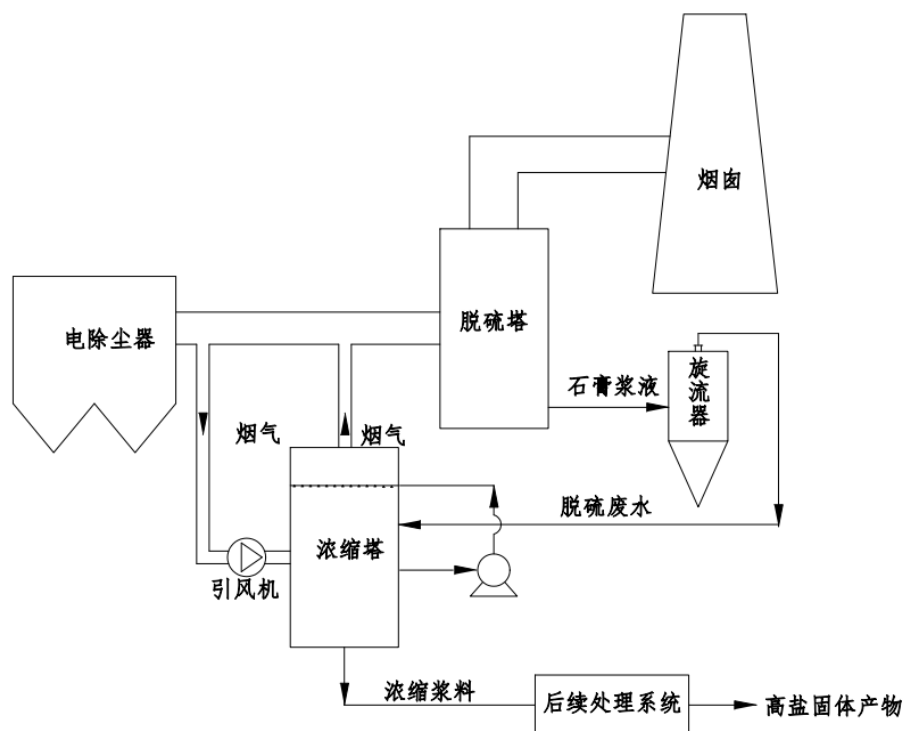 烟囱
电除尘器
脱硫塔
旋流器
石膏浆液
烟气
烟气
脱硫废水
浓缩塔
引风机
浓缩浆料
后续处理系统
高盐固体产物